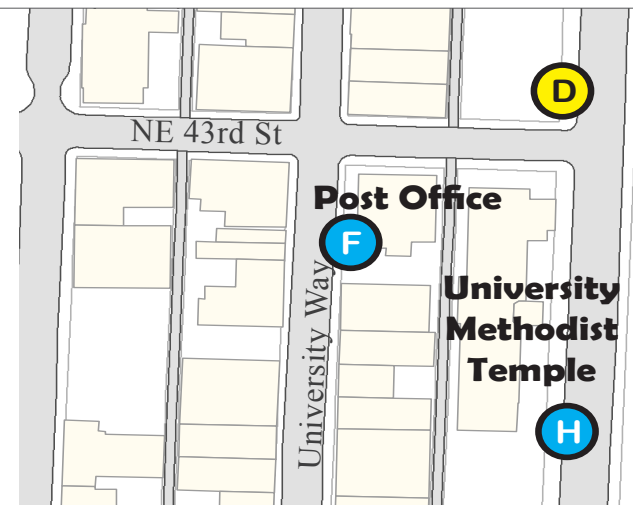 D
NE 43rd St
Post Office
F
University Way
University
Methodist
Temple
H